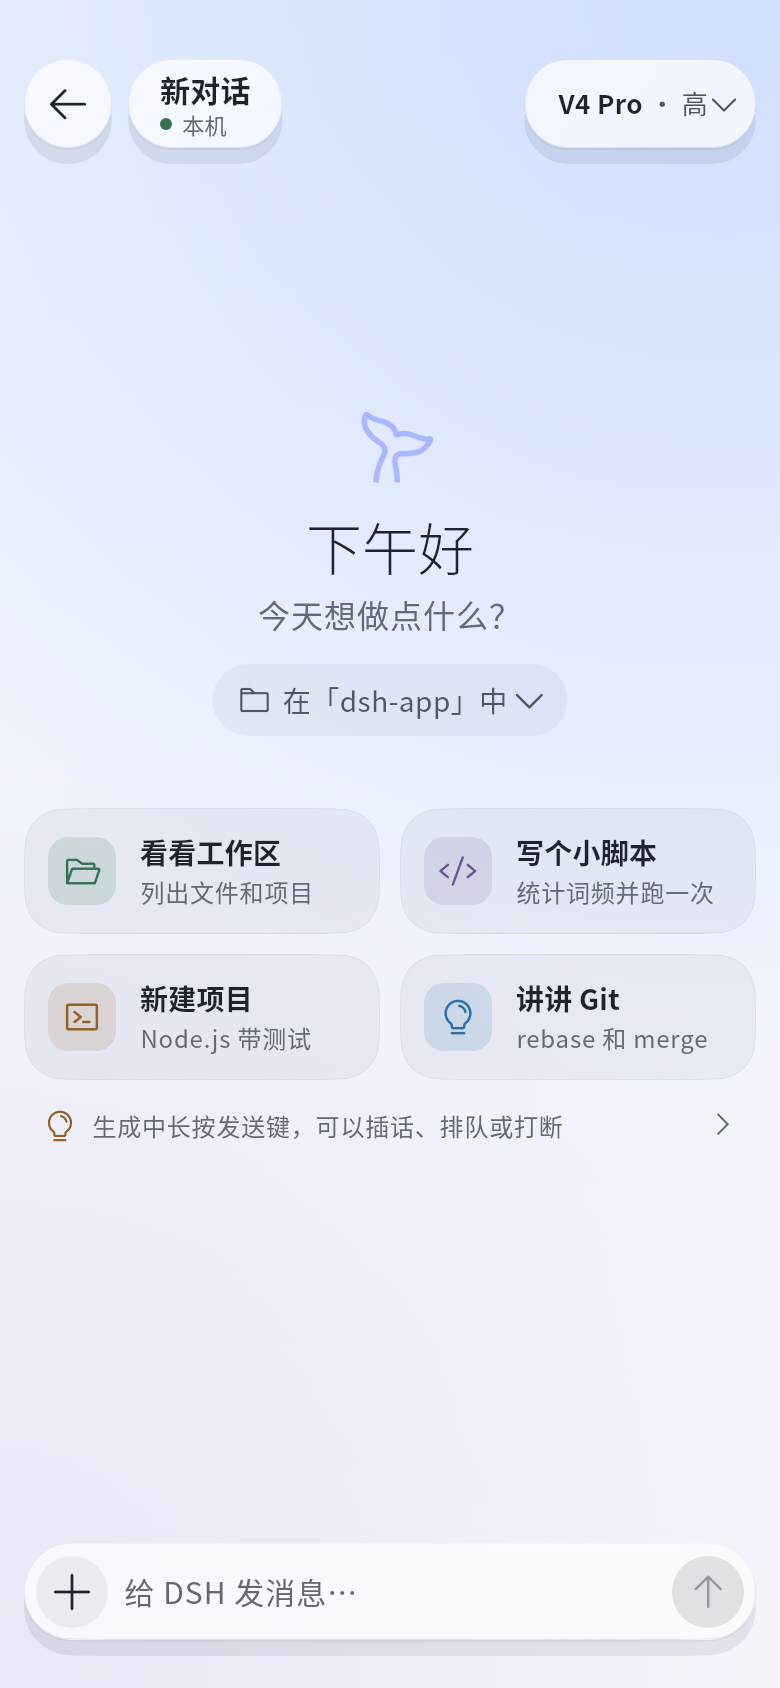 新对话
本机
V4 Pro · 高
下午好
今天想做点什么？
在「dsh-app」中
看看工作区
列出文件和项目
写个小脚本
统计词频并跑一次
新建项目
Node.js 带测试
讲讲 Git
rebase 和 merge
生成中长按发送键，可以插话、排队或打断
给 DSH 发消息…